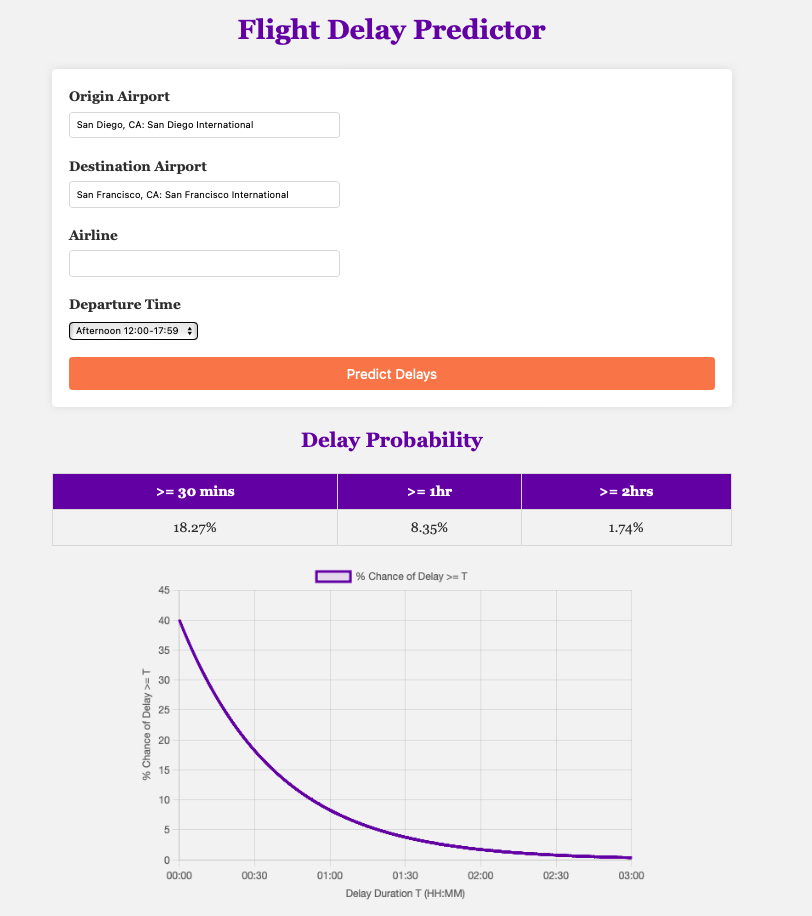 Flight Delay Predictor
Origin Airport
San Diego, CA: San Diego International
Destination Airport
San Francisco, CA: San Francisco International
Airline
Departure Time
Afternoon 12:00-17:59
Predict Delays
Delay Probability
>= 30 mins >= 1hr >= 2hrs
18.27% 8.35% 1.74%
% Chance of Delay >= T
45
40
35
30
25
20
15
10
5
0
% Chance of Delay >= T
00:00 00:30 01:00 01:30 02:00 02:30 03:00
Delay Duration T (HH:MM)